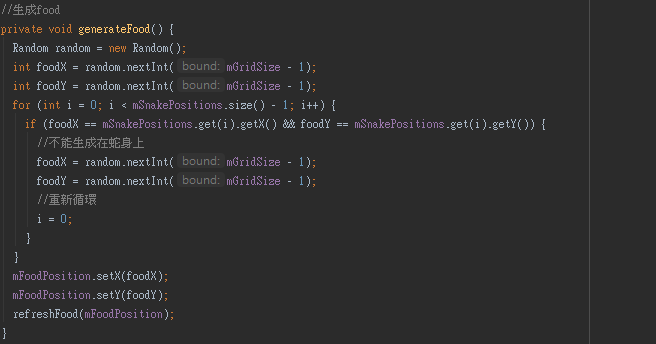 //生成food
private void generateFood() {
Random random = new Random();
int foodX = random.nextInt( bound: mGridSize - 1);
int foodY = random.nextInt( bound: mGridSize - 1);
for (int i = 0; i < mSnakePositions.size() - 1; i++) {
if (foodX == mSnakePositions.get(i).getX() && foodY == mSnakePositions.get(i).getY()) {
//不能生成在蛇身上
foodX = random.nextInt( bound: mGridSize - 1);
foodY = random.nextInt( bound: mGridSize - 1);
//重新循環
i = 0;
}
}
mFoodPosition.setX(foodX);
mFoodPosition.setY(foodY);
refreshFood(mFoodPosition);
}